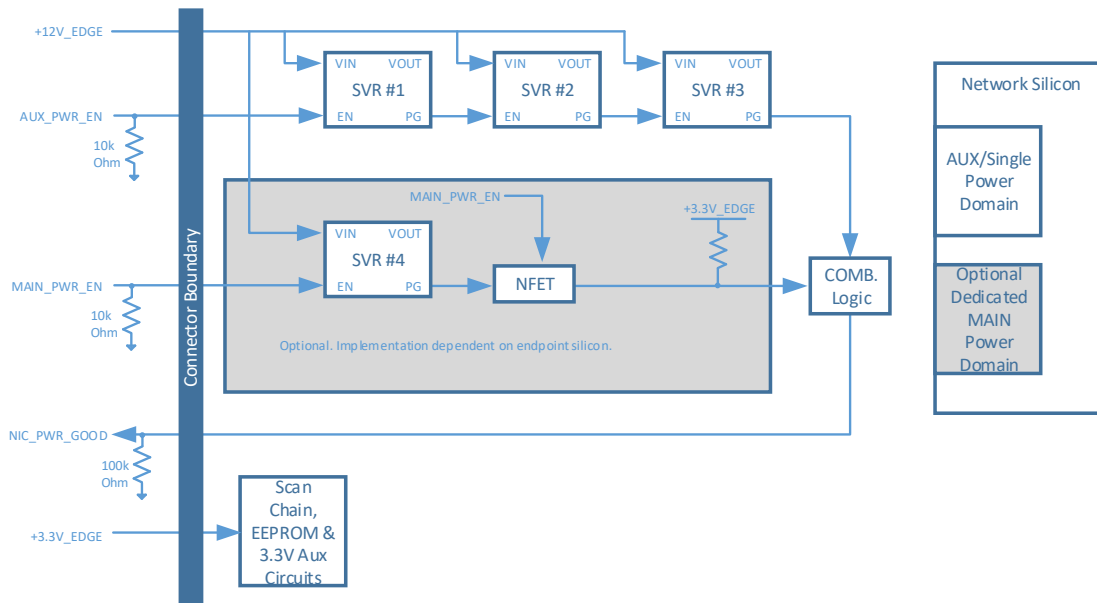 +12V_EDGE
VIN VOUT
SVR #1
EN PG
VIN VOUT
SVR #2
EN PG
VIN VOUT
SVR #3
EN PG
AUX_PWR_EN
10k
Ohm
Connector Boundary
MAIN_PWR_EN
+3.3V_EDGE
VIN VOUT
SVR #4
EN PG
NFET
COMB.
Logic
MAIN_PWR_EN
10k
Ohm
Optional. Implementation dependent on endpoint silicon.
NIC_PWR_GOOD
100k
Ohm
+3.3V_EDGE
Scan
Chain,
EEPROM &
3.3V Aux
Circuits
Network Silicon
AUX/Single
Power
Domain
Optional
Dedicated
MAIN
Power
Domain